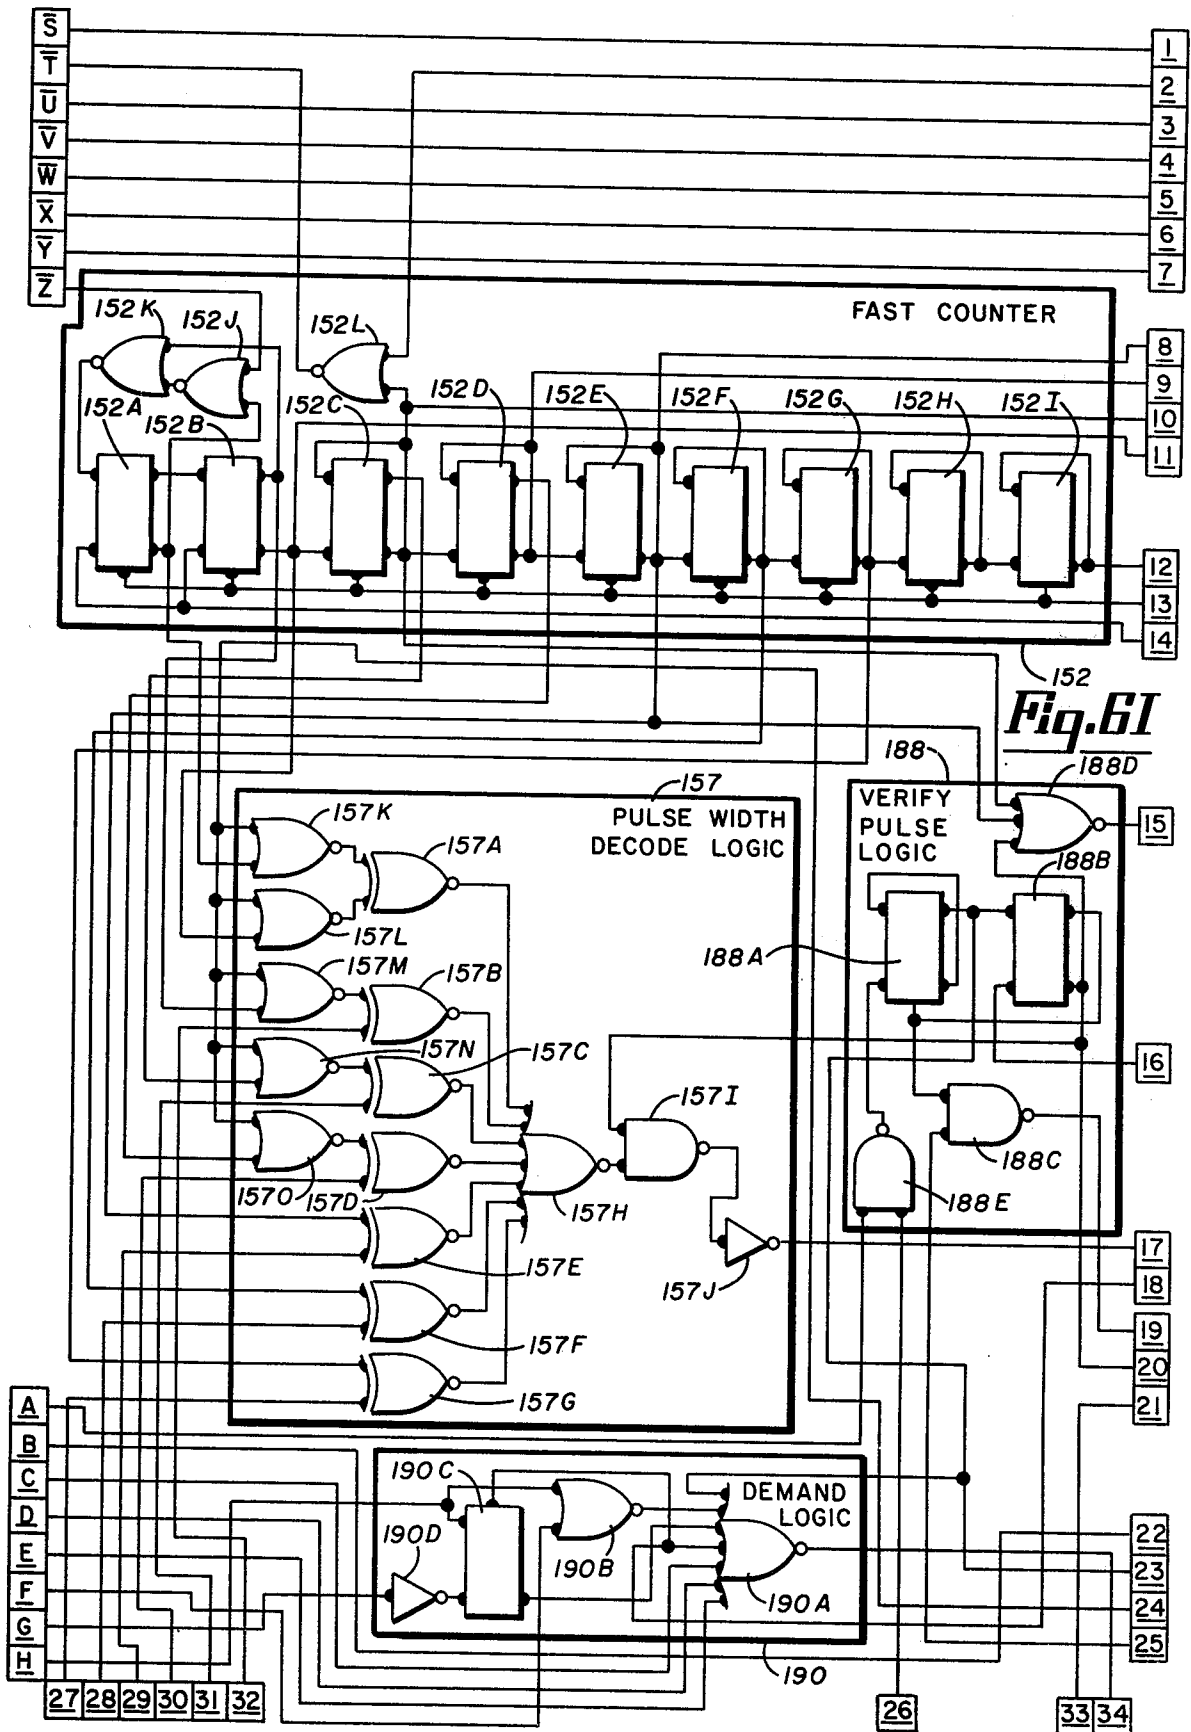 S̅
T̅
U̅
V̅
W̅
X̅
Y̅
Z̅
1
2
3
4
5
6
7
FAST COUNTER
152K
152J
152L
152A
152B
152C
152D
152E
152F
152G
152H
152I
8
9
10
11
12
13
14
152
Fig.6I
157
PULSE WIDTH
DECODE LOGIC
157K
157A
157L
157M
157B
157N
157C
157O
157D
157H
157I
157E
157J
157F
157G
188
VERIFY
PULSE
LOGIC
188D
188B
188A
188C
188E
15
16
17
18
19
20
21
A
B
C
D
E
F
G
H
190C
190D
190B
DEMAND
LOGIC
190A
190
22
23
24
25
27 28 29 30 31 32
26
33 34